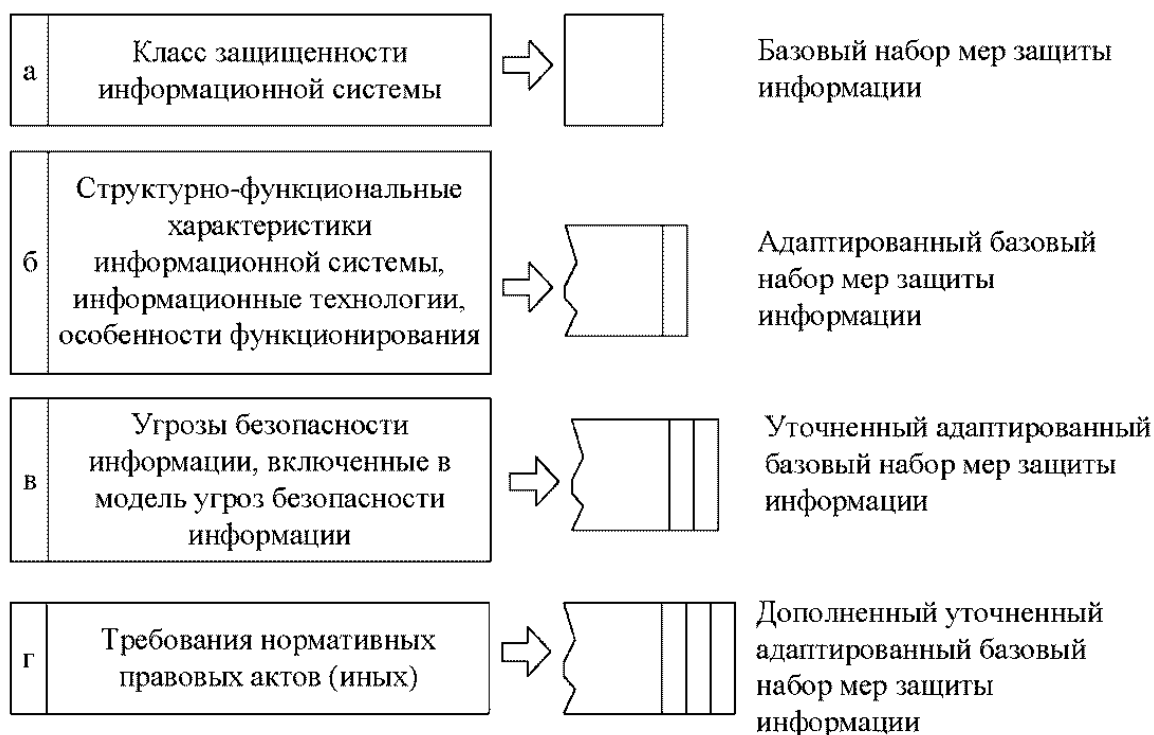 а
Класс защищенности
информационной системы
Базовый набор мер защиты
информации
б
Структурно-функциональные
характеристики
информационной системы,
информационные технологии,
особенности функционирования
Адаптированный базовый
набор мер защиты
информации
в
Угрозы безопасности
информации, включенные в
модель угроз безопасности
информации
Уточненный адаптированный
базовый набор мер защиты
информации
г
Требования нормативных
правовых актов (иных)
Дополненный уточненный
адаптированный базовый
набор мер защиты
информации